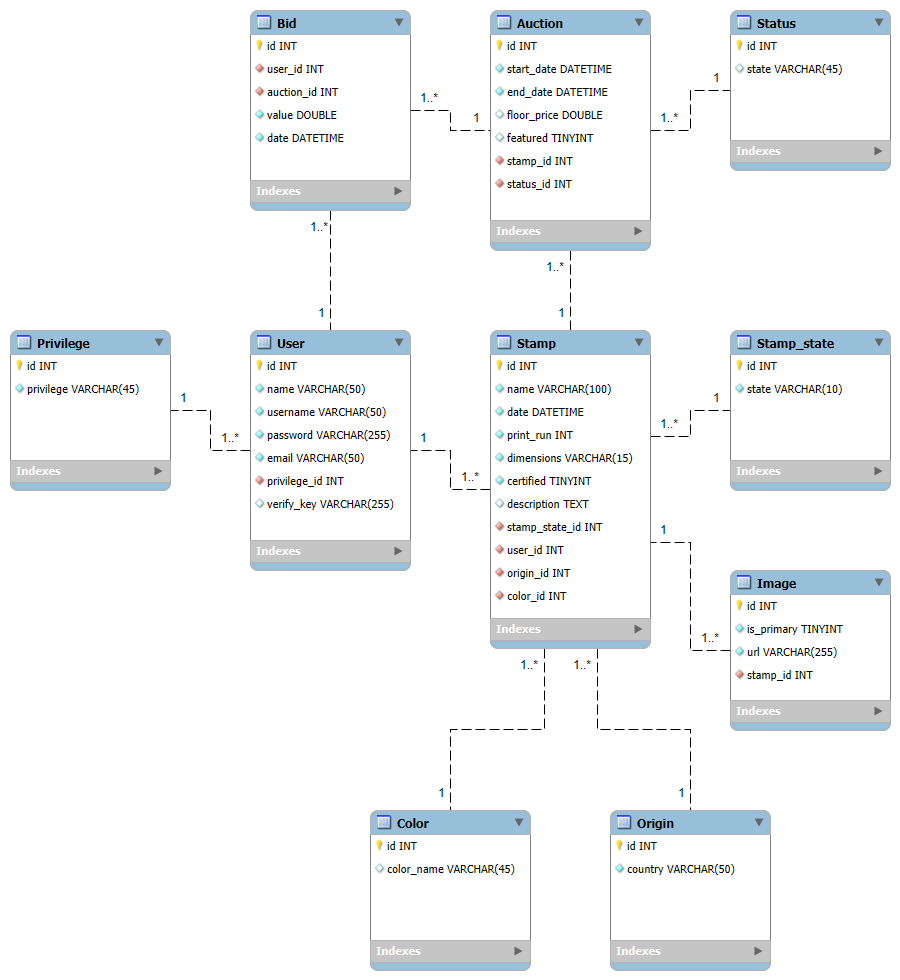 Bid
id INT
user_id INT
auction_id INT
value DOUBLE
date DATETIME
Indexes
Auction
id INT
start_date DATETIME
end_date DATETIME
floor_price DOUBLE
featured TINYINT
stamp_id INT
status_id INT
Indexes
Status
id INT
state VARCHAR(45)
Indexes
1..*
1
1..*
1
1..*
1
1..*
1
Privilege
id INT
privilege VARCHAR(45)
Indexes
1
1..*
User
id INT
name VARCHAR(50)
username VARCHAR(50)
password VARCHAR(255)
email VARCHAR(50)
privilege_id INT
verify_key VARCHAR(255)
Indexes
1
1..*
Stamp
id INT
name VARCHAR(100)
date DATETIME
print_run INT
dimensions VARCHAR(15)
certified TINYINT
description TEXT
stamp_state_id INT
user_id INT
origin_id INT
color_id INT
Indexes
1..*
1
Stamp_state
id INT
state VARCHAR(10)
Indexes
1
1..*
Image
id INT
is_primary TINYINT
url VARCHAR(255)
stamp_id INT
Indexes
1..*
1..*
1
1
Color
id INT
color_name VARCHAR(45)
Indexes
Origin
id INT
country VARCHAR(50)
Indexes